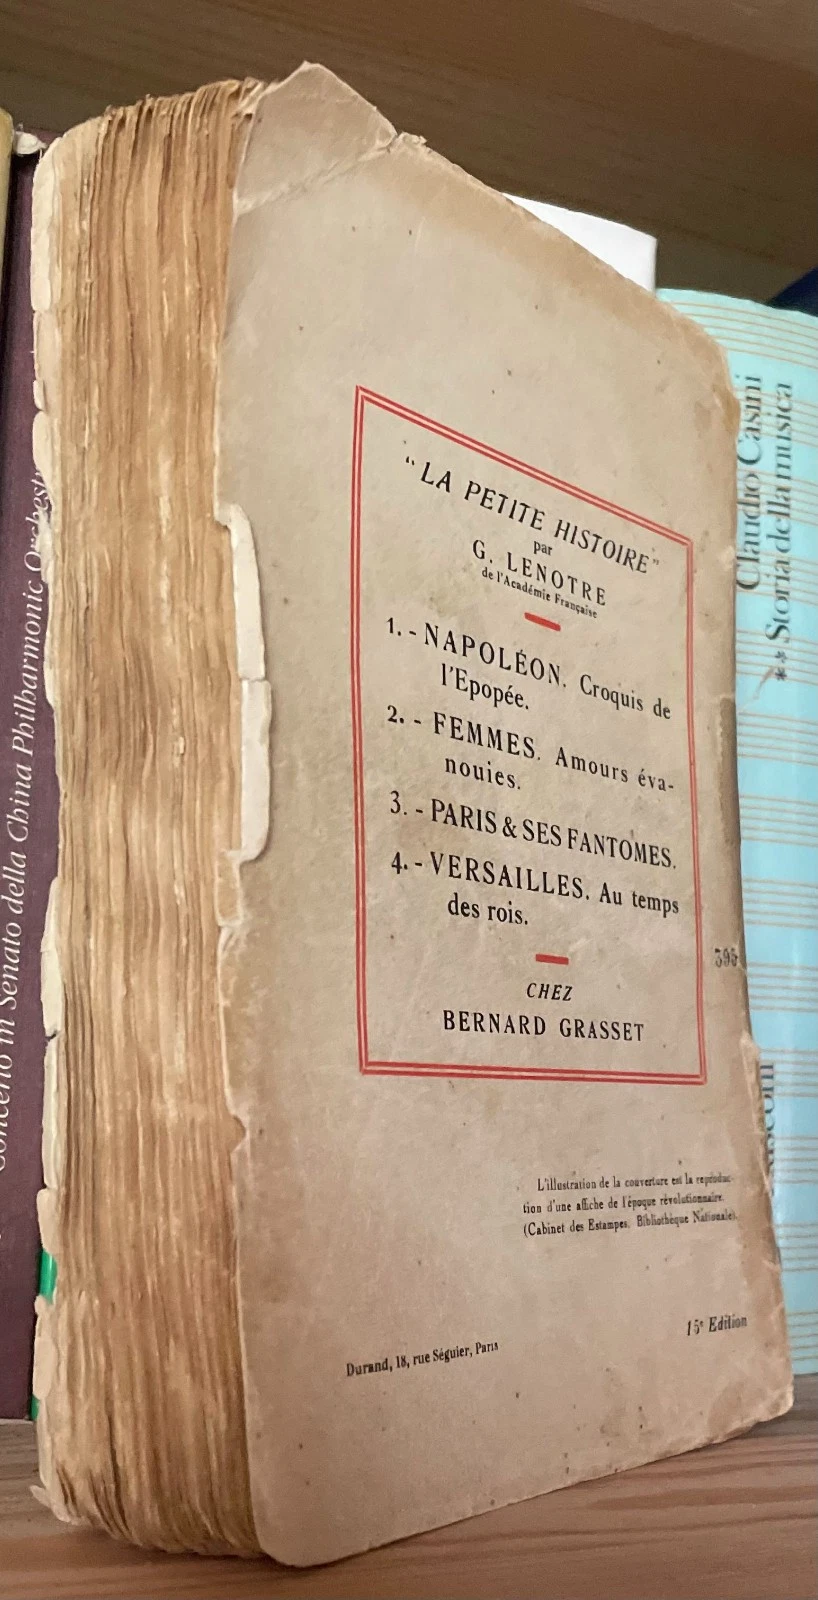 "LA PETITE HISTOIRE"
par
G. LENOTRE
de l'Académie Française
1. - NAPOLÉON. Croquis de
l'Epopée.
2. - FEMMES. Amours éva-
nouies.
3. - PARIS & SES FANTOMES.
4. - VERSAILLES. Au temps
des rois.
CHEZ
BERNARD GRASSET
L'illustration de la couverture est la reproduc-
tion d'une affiche de l'époque révolutionnaire.
(Cabinet des Estampes. Bibliothèque Nationale).
15e Edition
Durand, 18, rue Séguier, Paris
395
Claudio Casini
** Storia della musica
Concerto in Senato della China Philharmonic